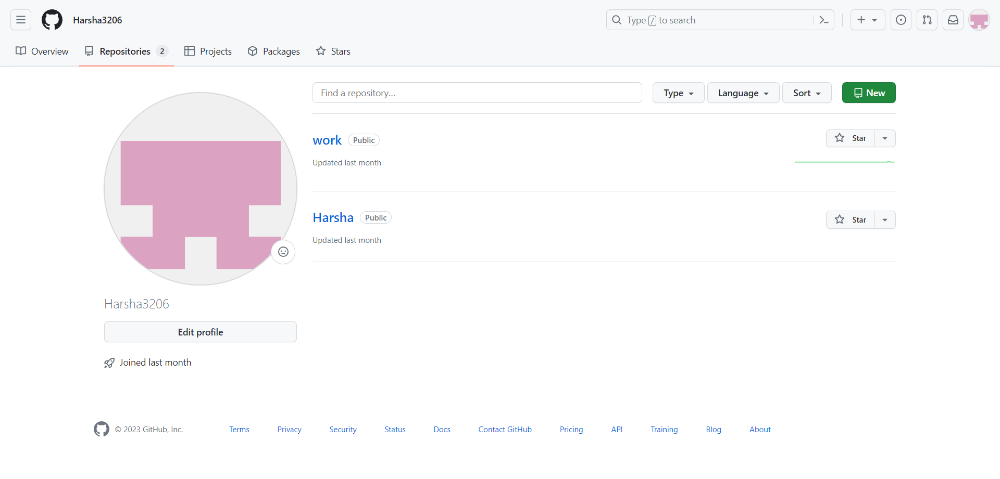 Harsha3206
Type / to search
Overview Repositories 2 Projects Packages Stars
Find a repository...
Type Language Sort New
work Public
Star
Updated last month
Harsha Public
Star
Updated last month
Harsha3206
Edit profile
Joined last month
© 2023 GitHub, Inc. Terms Privacy Security Status Docs Contact GitHub Pricing API Training Blog About